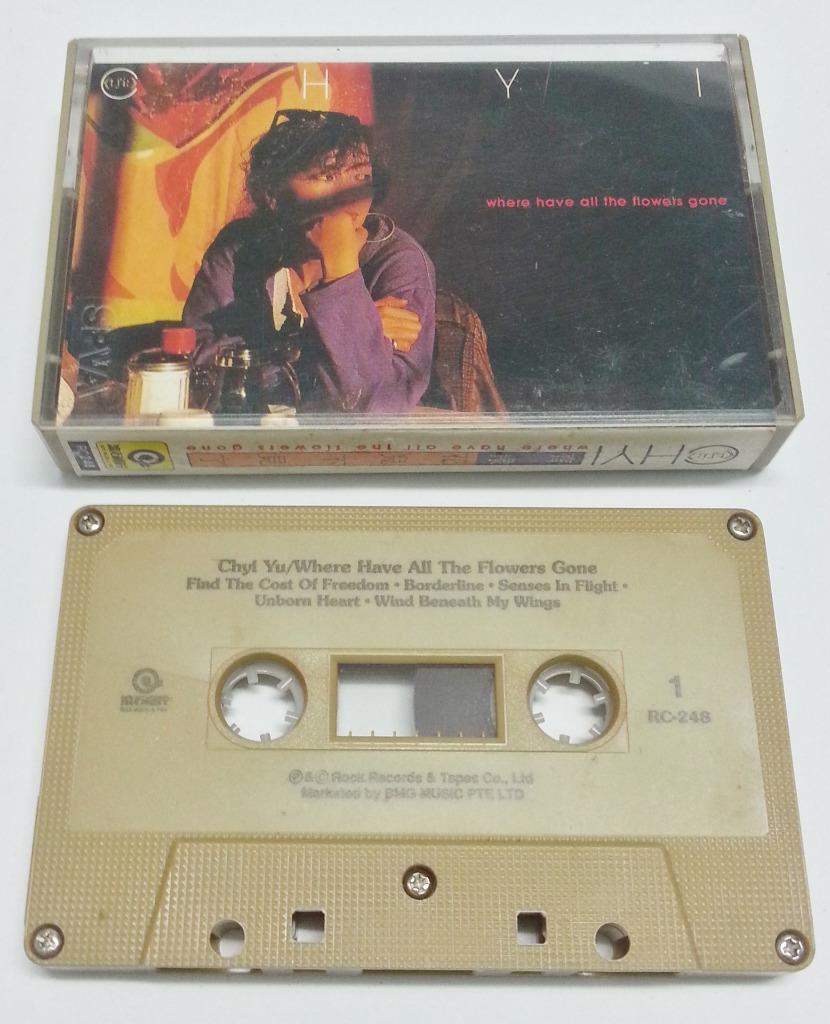 CHYI
where have all the flowers gone
SPVA
where have all the flowers gone
CHYI
Chyi Yu/Where Have All The Flowers Gone
Find The Cost Of Freedom • Borderline • Senses In Flight •
Unborn Heart • Wind Beneath My Wings
1
RC-248
℗&©Rock Records & Tapes Co., Ltd
Marketed by BMG MUSIC PTE LTD